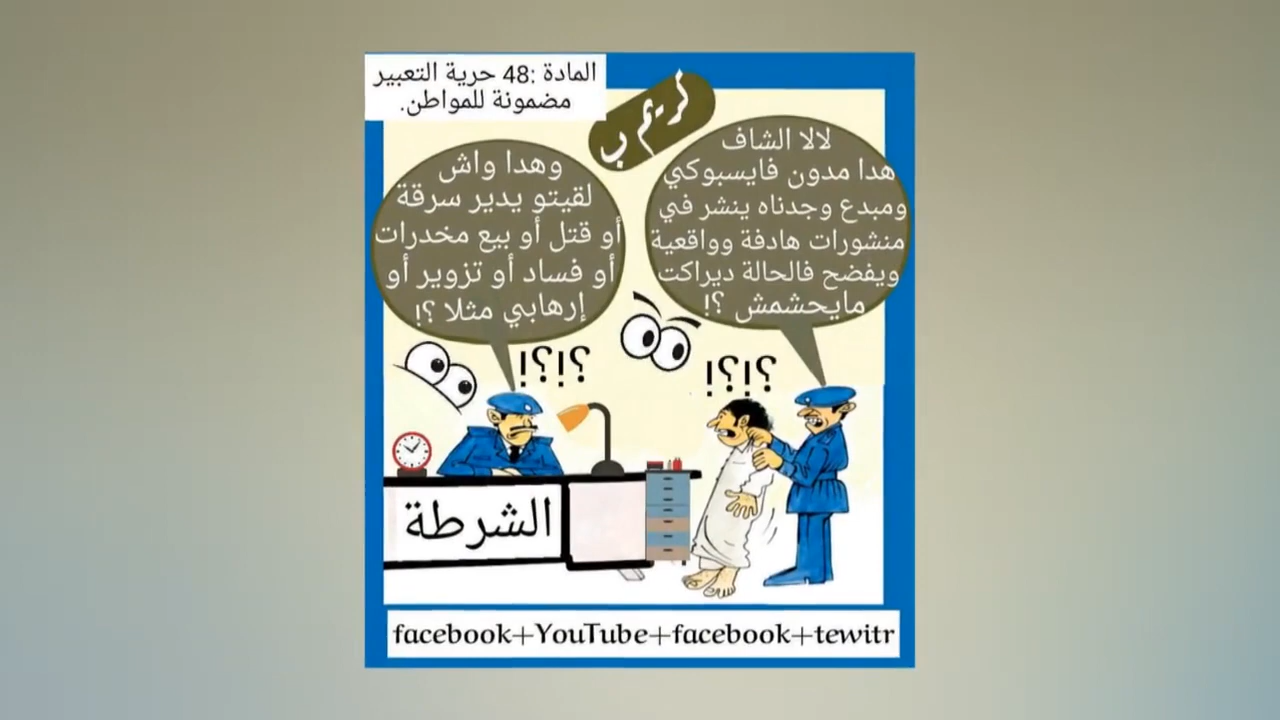 المادة :48 حرية التعبير
مضمونة للمواطن.
كريم ب
لالا الشاف
هدا مدون فايسبوكي
ومبدع وجدناه ينشر في
منشورات هادفة وواقعية
ويفضح فالحالة ديراكت
مايحشمش ؟!
وهدا واش
لقيتو يدير سرقة
أو قتل أو بيع مخدرات
أو فساد أو تزوير أو
إرهابي مثلا ؟!
؟!؟!
؟!؟!
الشرطة
facebook+YouTube+facebook+tewitr